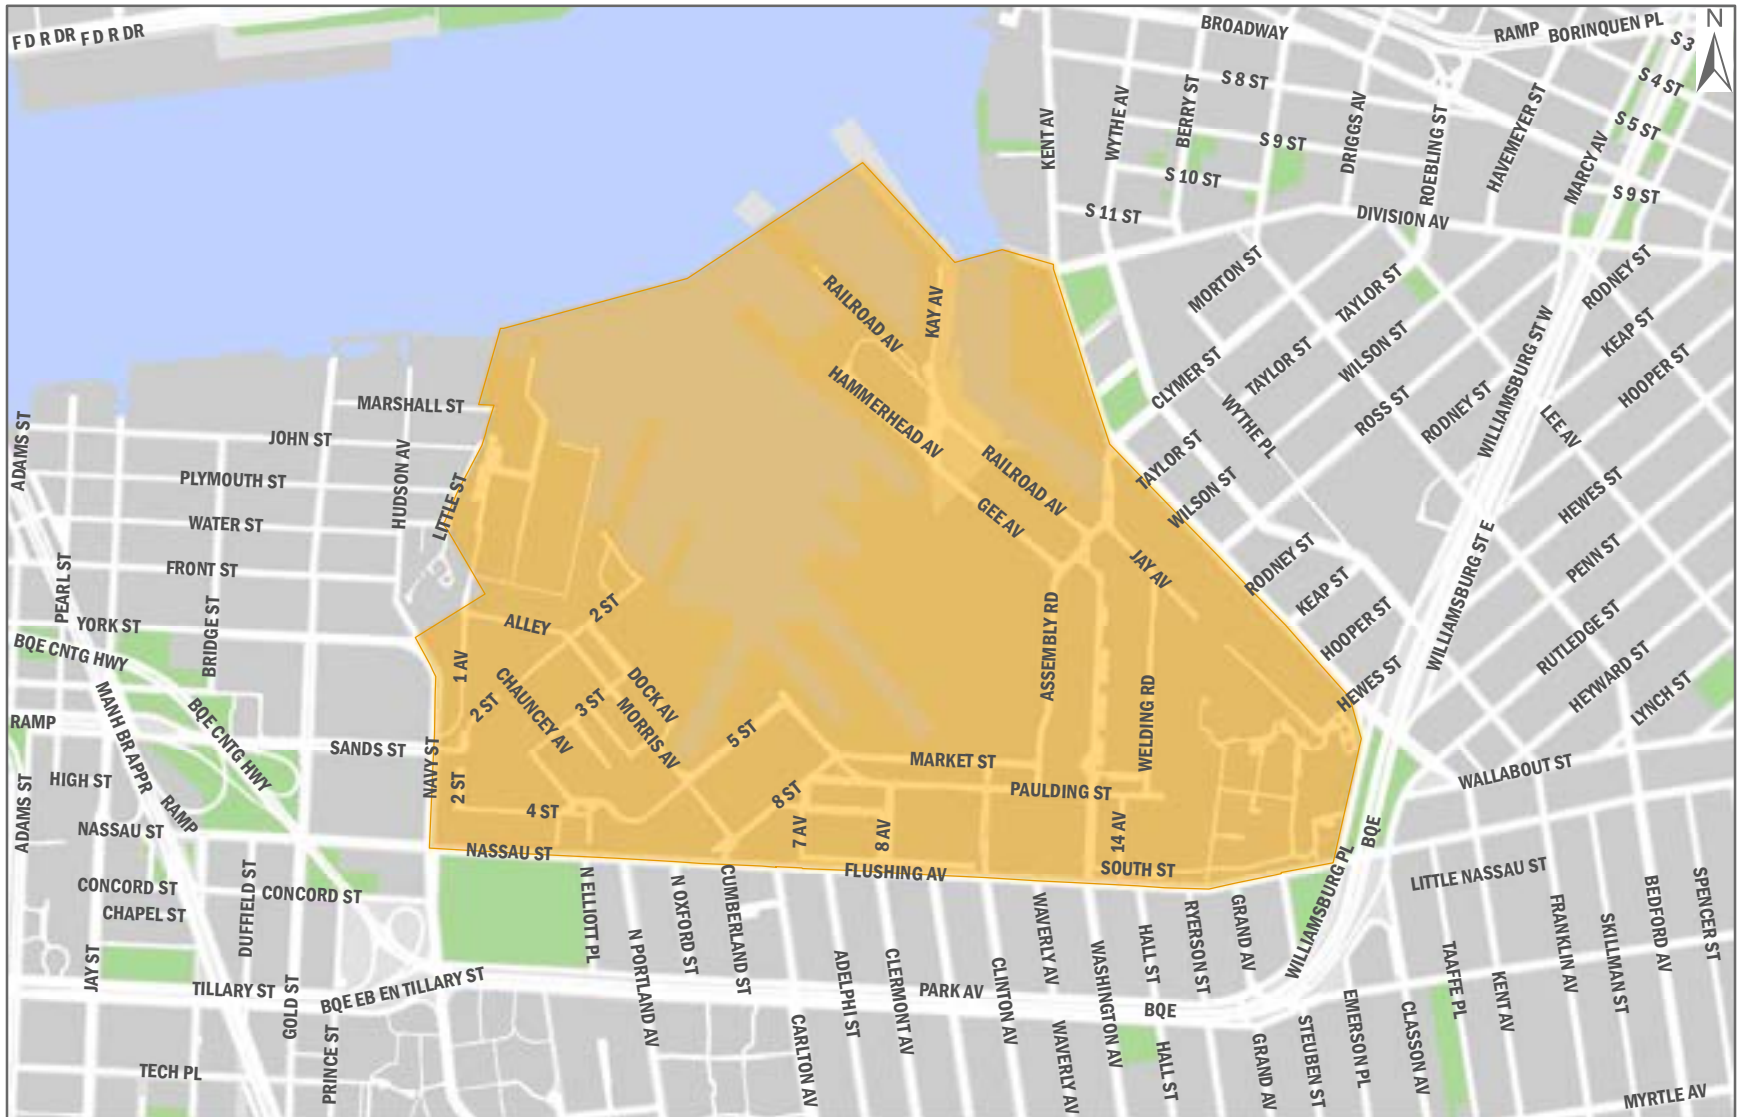 F D R DR
F D R DR
BROADWAY
RAMP
BORINQUEN PL
N
S 3
S 8 ST
S 4 ST
KENT AV
WYTHE AV
BERRY ST
DRIGGS AV
ROEBLING ST
HAVEMEYER ST
MARCY AV
S 5 ST
S 9 ST
S 10 ST
S 9 ST
S 11 ST
DIVISION AV
MORTON ST
TAYLOR ST
RODNEY ST
RAILROAD AV
KAY AV
WILSON ST
KEAP ST
WILLIAMSBURG ST W
HAMMERHEAD AV
CLYMER ST
TAYLOR ST
HOOPER ST
WYTHE PL
ROSS ST
RODNEY ST
LEE AV
MARSHALL ST
JOHN ST
ADAMS ST
HUDSON AV
PLYMOUTH ST
LITTLE ST
WATER ST
RAILROAD AV
TAYLOR ST
WILSON ST
GEE AV
HEWES ST
FRONT ST
PEARL ST
JAY AV
RODNEY ST
KEAP ST
PENN ST
WILLIAMSBURG ST E
BRIDGE ST
YORK ST
ALLEY
2 ST
ASSEMBLY RD
HOOPER ST
RUTLEDGE ST
BQE CNTG HWY
1 AV
CHAUNCEY AV
3 ST
DOCK AV
HEWES ST
HEYWARD ST
LYNCH ST
MANH BR APPR
BQE CNTG HWY
2 ST
MORRIS AV
5 ST
WELDING RD
RAMP
SANDS ST
NAVY ST
MARKET ST
WALLABOUT ST
HIGH ST
2 ST
8 ST
PAULDING ST
ADAMS ST
RAMP
4 ST
7 AV
8 AV
14 AV
BQE
NASSAU ST
NASSAU ST
FLUSHING AV
SOUTH ST
LITTLE NASSAU ST
CONCORD ST
CONCORD ST
DUFFIELD ST
CHAPEL ST
N ELLIOTT PL
N OXFORD ST
CUMBERLAND ST
WAVERLY AV
HALL ST
RYERSON ST
GRAND AV
WILLIAMSBURG PL
FRANKLIN AV
SKILLMAN ST
BEDFORD AV
SPENCER ST
JAY ST
N PORTLAND AV
ADELPHI ST
CLERMONT AV
CLINTON AV
WASHINGTON AV
TAAFFE PL
KENT AV
TILLARY ST
GOLD ST
BQE EB EN TILLARY ST
PARK AV
BQE
PRINCE ST
CARLTON AV
WAVERLY AV
HALL ST
GRAND AV
STEUBEN ST
EMERSON PL
CLASSON AV
TECH PL
MYRTLE AV